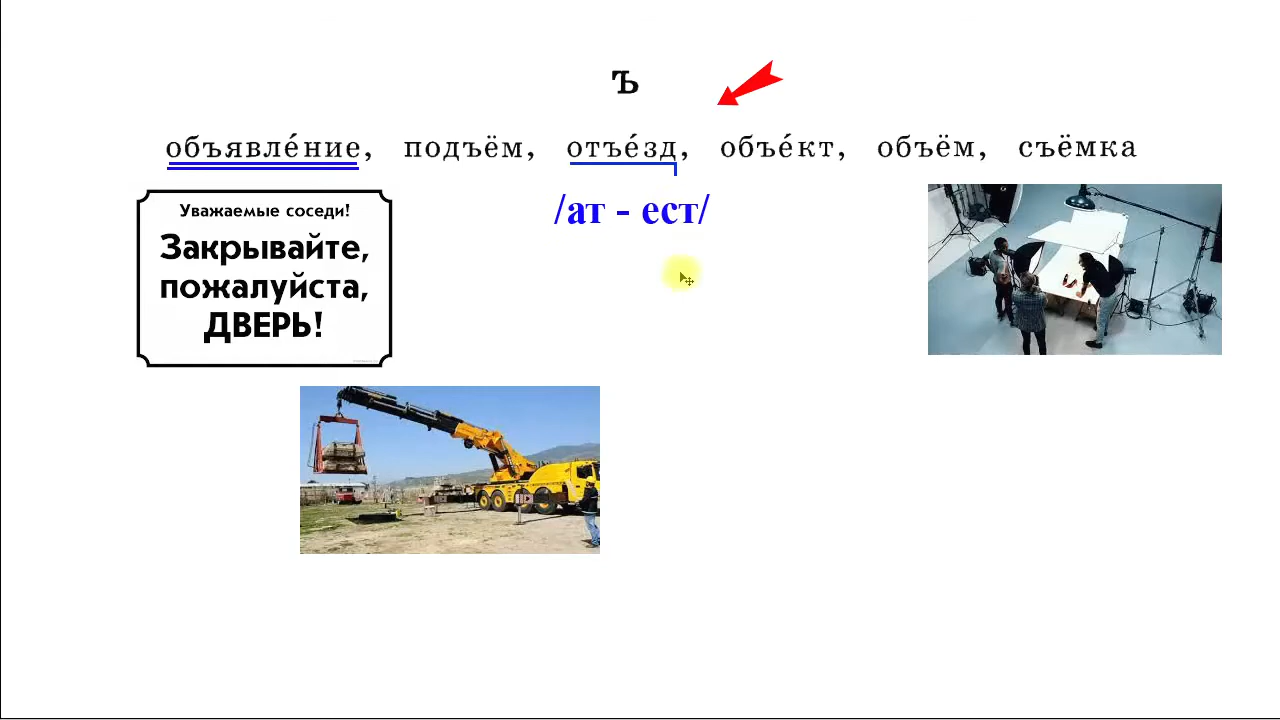 ъ
объявле́ние, подъём, отъе́зд, объе́кт, объём, съёмка
/ат - ест/
Уважаемые соседи!
Закрывайте,
пожалуйста,
ДВЕРЬ!